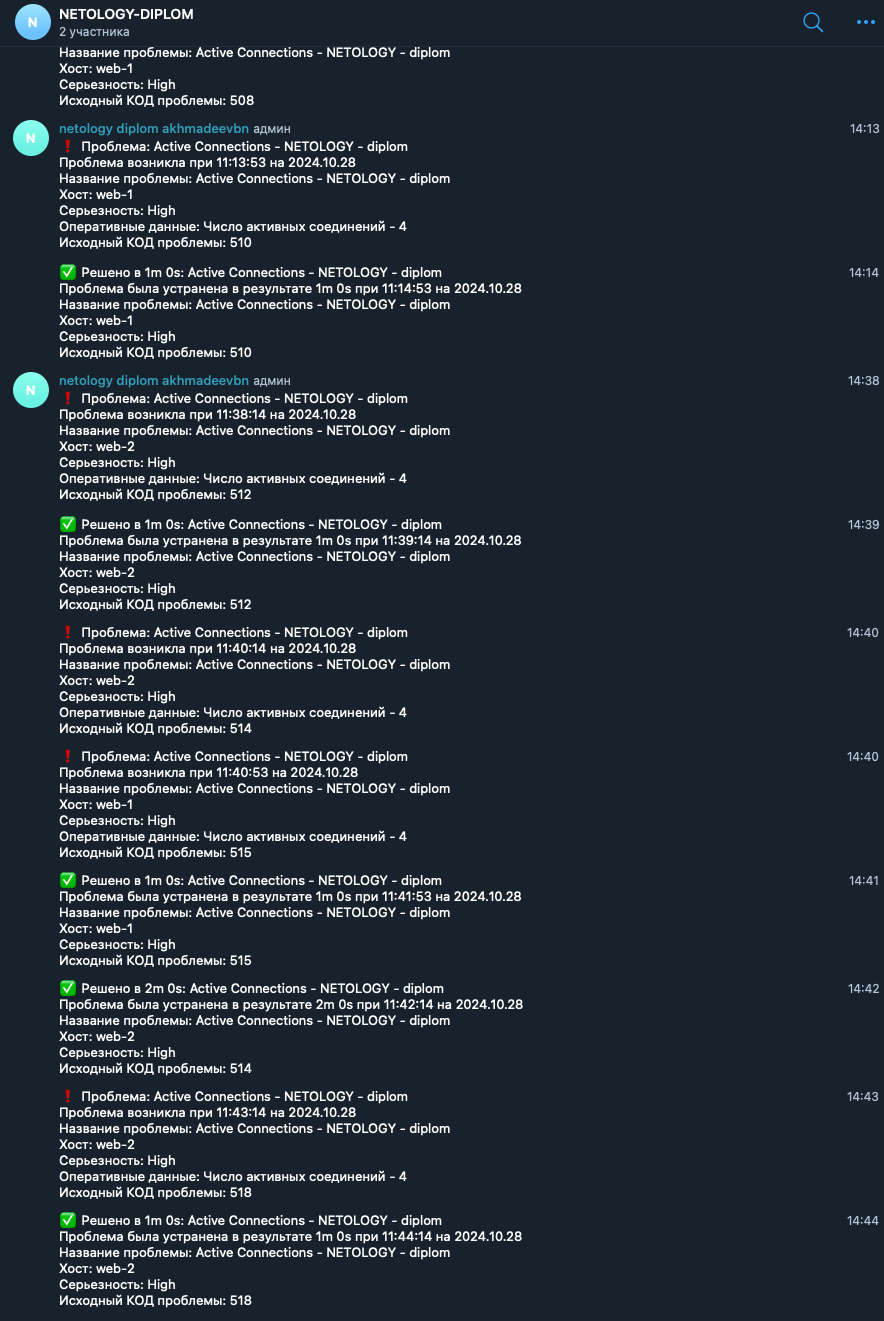 N
NETOLOGY-DIPLOM
2 участника
Название проблемы: Active Connections - NETOLOGY - diplom
Хост: web-1
Серьезность: High
Исходный КОД проблемы: 508
N
netology diplom akhmadeevbn админ
14:13
❗ Проблема: Active Connections - NETOLOGY - diplom
Проблема возникла при 11:13:53 на 2024.10.28
Название проблемы: Active Connections - NETOLOGY - diplom
Хост: web-1
Серьезность: High
Оперативные данные: Число активных соединений - 4
Исходный КОД проблемы: 510
✅ Решено в 1m 0s: Active Connections - NETOLOGY - diplom
14:14
Проблема была устранена в результате 1m 0s при 11:14:53 на 2024.10.28
Название проблемы: Active Connections - NETOLOGY - diplom
Хост: web-1
Серьезность: High
Исходный КОД проблемы: 510
N
netology diplom akhmadeevbn админ
14:38
❗ Проблема: Active Connections - NETOLOGY - diplom
Проблема возникла при 11:38:14 на 2024.10.28
Название проблемы: Active Connections - NETOLOGY - diplom
Хост: web-2
Серьезность: High
Оперативные данные: Число активных соединений - 4
Исходный КОД проблемы: 512
✅ Решено в 1m 0s: Active Connections - NETOLOGY - diplom
14:39
Проблема была устранена в результате 1m 0s при 11:39:14 на 2024.10.28
Название проблемы: Active Connections - NETOLOGY - diplom
Хост: web-2
Серьезность: High
Исходный КОД проблемы: 512
❗ Проблема: Active Connections - NETOLOGY - diplom
14:40
Проблема возникла при 11:40:14 на 2024.10.28
Название проблемы: Active Connections - NETOLOGY - diplom
Хост: web-2
Серьезность: High
Оперативные данные: Число активных соединений - 4
Исходный КОД проблемы: 514
❗ Проблема: Active Connections - NETOLOGY - diplom
14:40
Проблема возникла при 11:40:53 на 2024.10.28
Название проблемы: Active Connections - NETOLOGY - diplom
Хост: web-1
Серьезность: High
Оперативные данные: Число активных соединений - 4
Исходный КОД проблемы: 515
✅ Решено в 1m 0s: Active Connections - NETOLOGY - diplom
14:41
Проблема была устранена в результате 1m 0s при 11:41:53 на 2024.10.28
Название проблемы: Active Connections - NETOLOGY - diplom
Хост: web-1
Серьезность: High
Исходный КОД проблемы: 515
✅ Решено в 2m 0s: Active Connections - NETOLOGY - diplom
14:42
Проблема была устранена в результате 2m 0s при 11:42:14 на 2024.10.28
Название проблемы: Active Connections - NETOLOGY - diplom
Хост: web-2
Серьезность: High
Исходный КОД проблемы: 514
❗ Проблема: Active Connections - NETOLOGY - diplom
14:43
Проблема возникла при 11:43:14 на 2024.10.28
Название проблемы: Active Connections - NETOLOGY - diplom
Хост: web-2
Серьезность: High
Оперативные данные: Число активных соединений - 4
Исходный КОД проблемы: 518
✅ Решено в 1m 0s: Active Connections - NETOLOGY - diplom
14:44
Проблема была устранена в результате 1m 0s при 11:44:14 на 2024.10.28
Название проблемы: Active Connections - NETOLOGY - diplom
Хост: web-2
Серьезность: High
Исходный КОД проблемы: 518